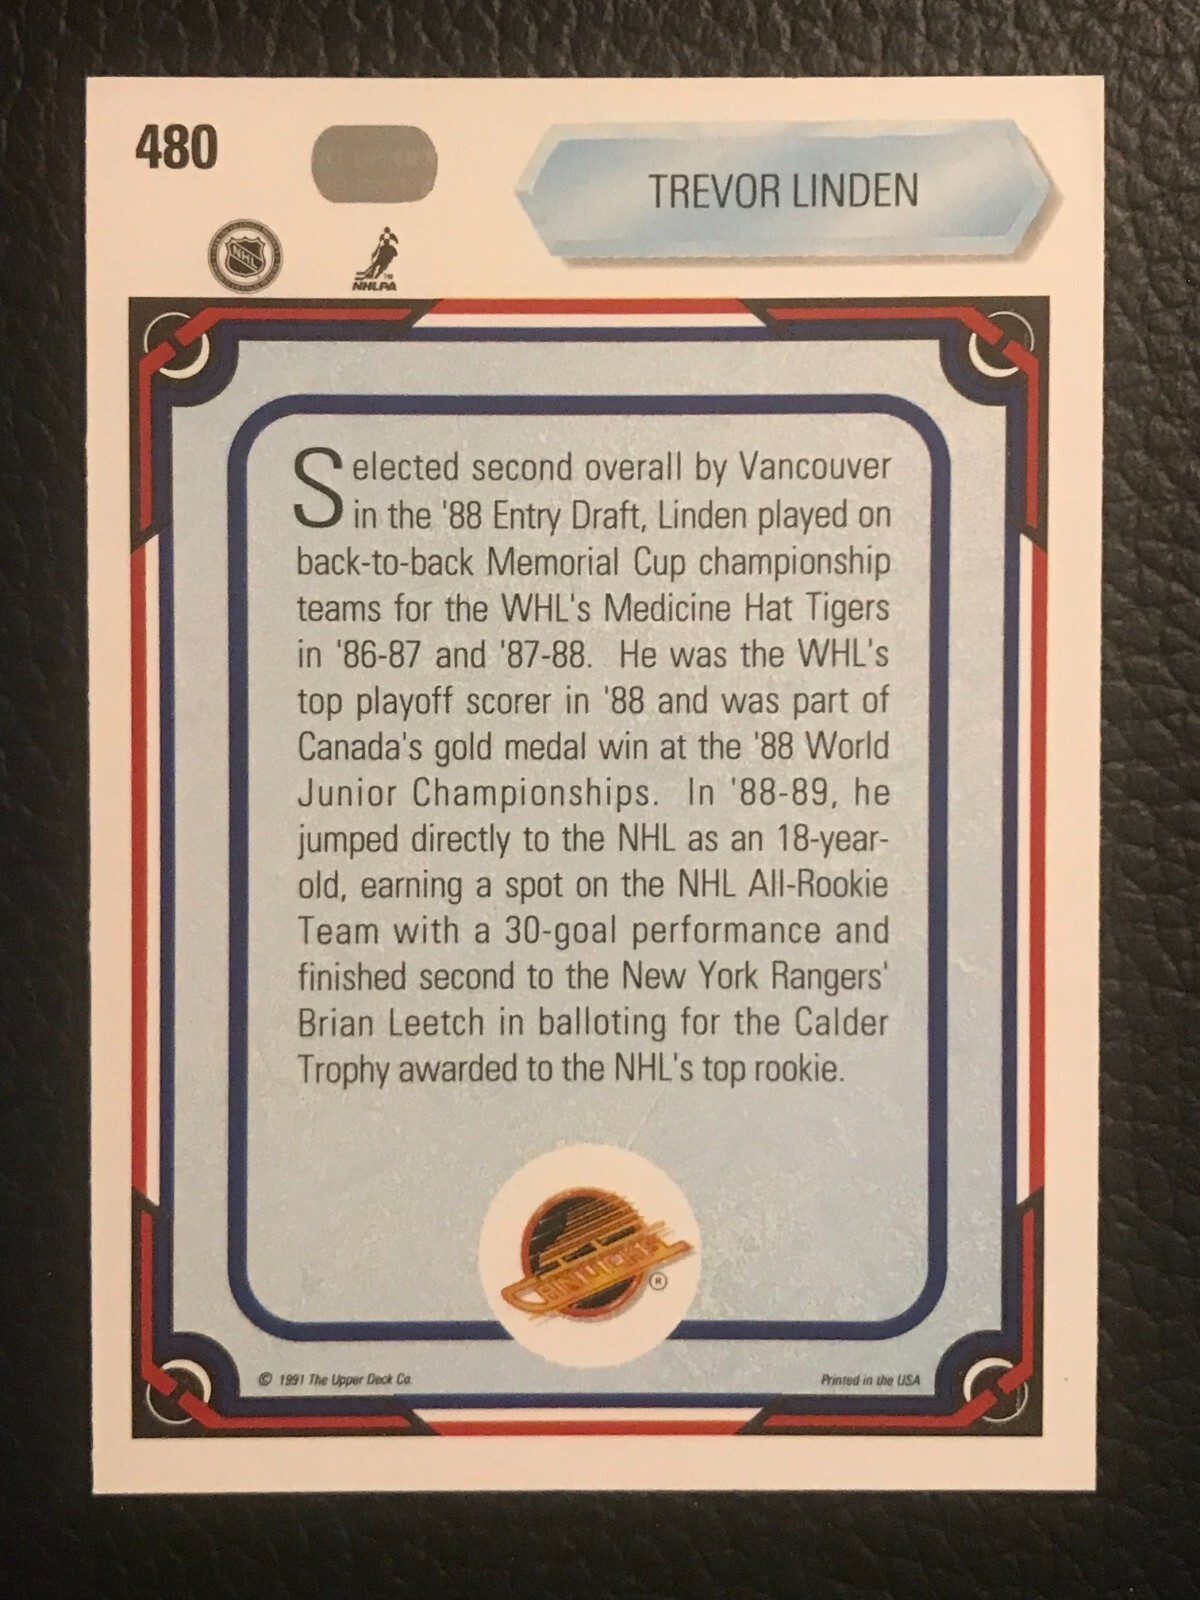 480
TREVOR LINDEN
NHL
TM
NHLPA
Selected second overall by Vancouver
in the '88 Entry Draft, Linden played on
back-to-back Memorial Cup championship
teams for the WHL's Medicine Hat Tigers
in '86-87 and '87-88. He was the WHL's
top playoff scorer in '88 and was part of
Canada's gold medal win at the '88 World
Junior Championships. In '88-89, he
jumped directly to the NHL as an 18-year-
old, earning a spot on the NHL All-Rookie
Team with a 30-goal performance and
finished second to the New York Rangers'
Brian Leetch in balloting for the Calder
Trophy awarded to the NHL's top rookie.
CANUCKS
®
© 1991 The Upper Deck Co.
Printed in the USA